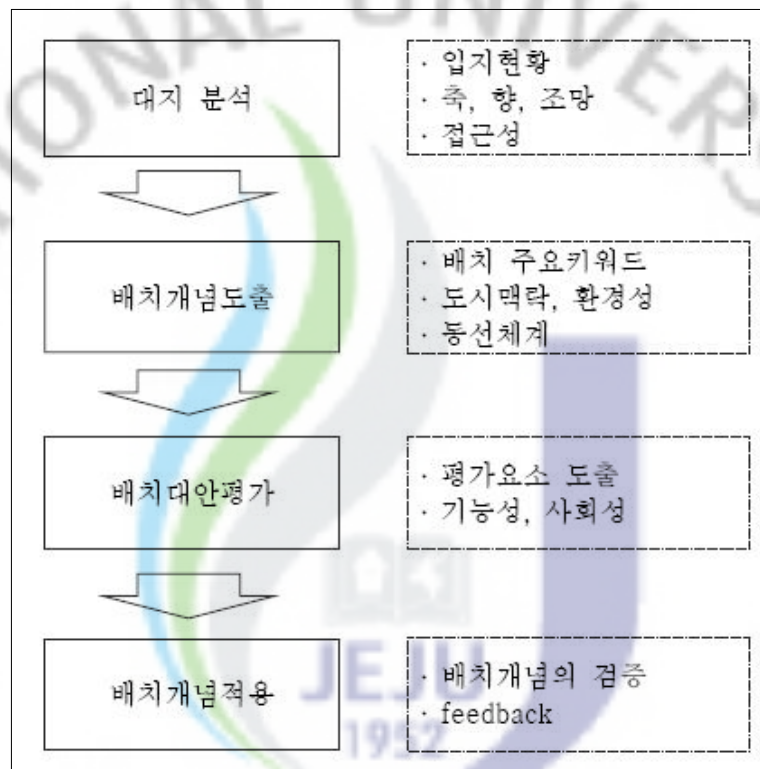 NATIONAL UNIVERS
대지 분석
· 입지현황
· 축, 향, 조망
· 접근성
배치개념도출
· 배치 주요키워드
· 도시맥락, 환경성
· 동선체계
배치대안평가
· 평가요소 도출
· 기능성, 사회성
배치개념적용
· 배치개념의 검증
· feedback
JEJU
1952